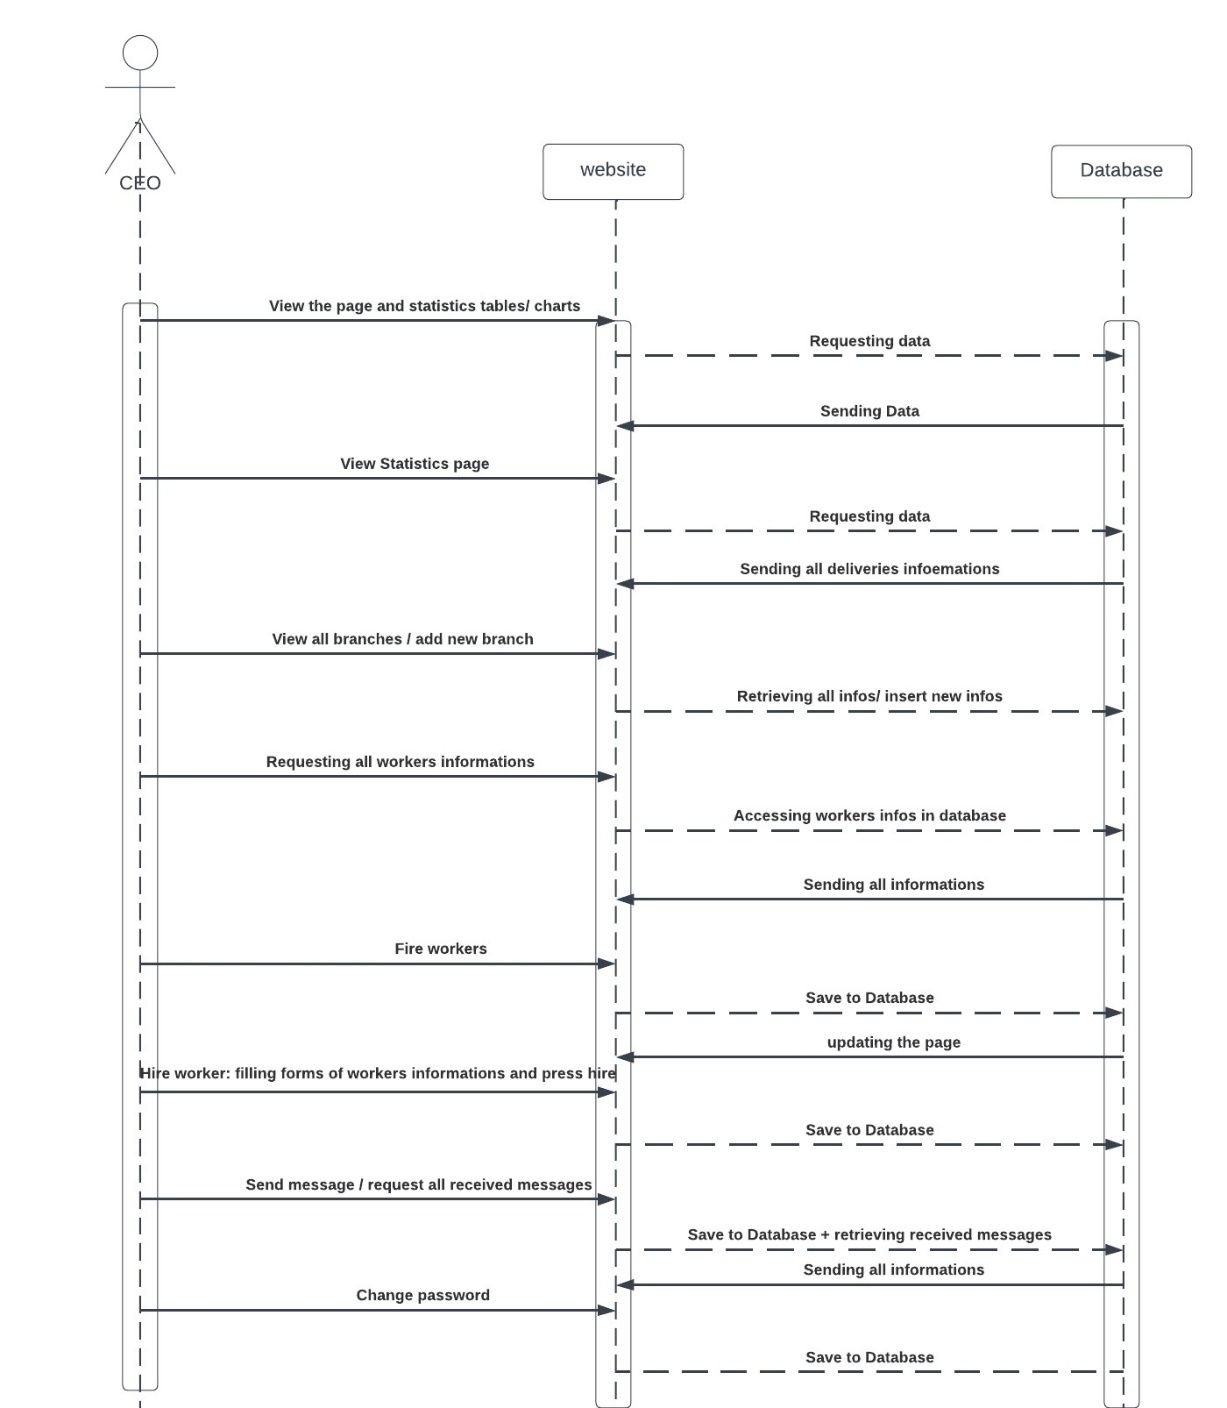 CEO
website
Database
View the page and statistics tables/ charts
Requesting data
Sending Data
View Statistics page
Requesting data
Sending all deliveries infoemations
View all branches / add new branch
Retrieving all infos/ insert new infos
Requesting all workers informations
Accessing workers infos in database
Sending all informations
Fire workers
Save to Database
updating the page
Hire worker: filling forms of workers informations and press hire
Save to Database
Send message / request all received messages
Save to Database + retrieving received messages
Sending all informations
Change password
Save to Database